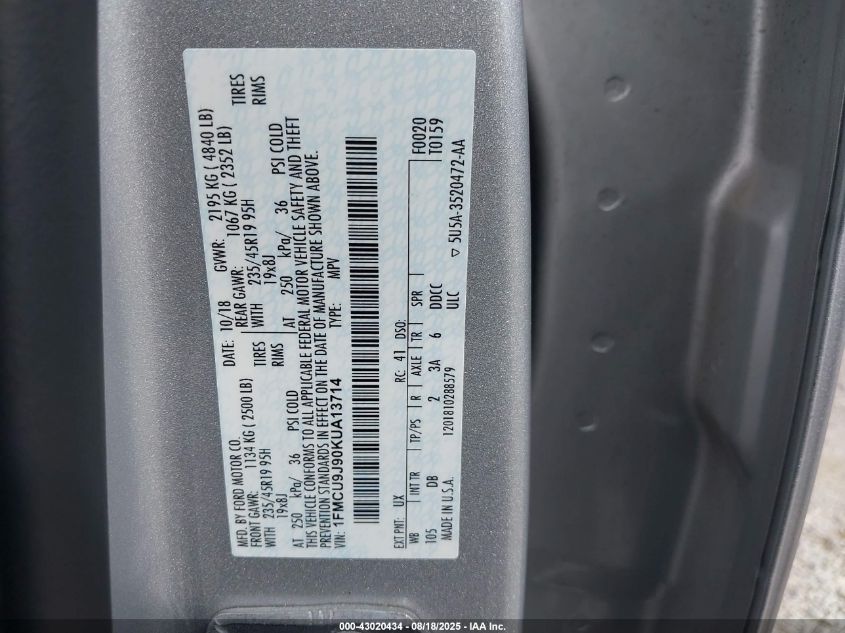 MFD. BY FORD MOTOR CO.
DATE: 10/18 GVWR: 2195 KG ( 4840 LB)
FRONT GAWR: 1134 KG ( 2500 LB) REAR GAWR: 1067 KG ( 2352 LB)
WITH 235/45R19 95H TIRES WITH 235/45R19 95H TIRES
19x8J RIMS 19x8J RIMS
AT 250 kPa/ 36 PSI COLD AT 250 kPa/ 36 PSI COLD
THIS VEHICLE CONFORMS TO ALL APPLICABLE FEDERAL MOTOR VEHICLE SAFETY AND THEFT
PREVENTION STANDARDS IN EFFECT ON THE DATE OF MANUFACTURE SHOWN ABOVE.
VIN: 1FMCU9J90KUA13714 TYPE: MPV
EXT PNT: UX RC: 41 DSO: F0020
WB INT TR TP/PS R AXLE TR SPR T0159
105 DB 2 3A 6 DDCC
MADE IN U.S.A. 1201810288579 ULC ▽ 5U5A-3520472-AA
000-43020434 - 08/18/2025 - IAA Inc.